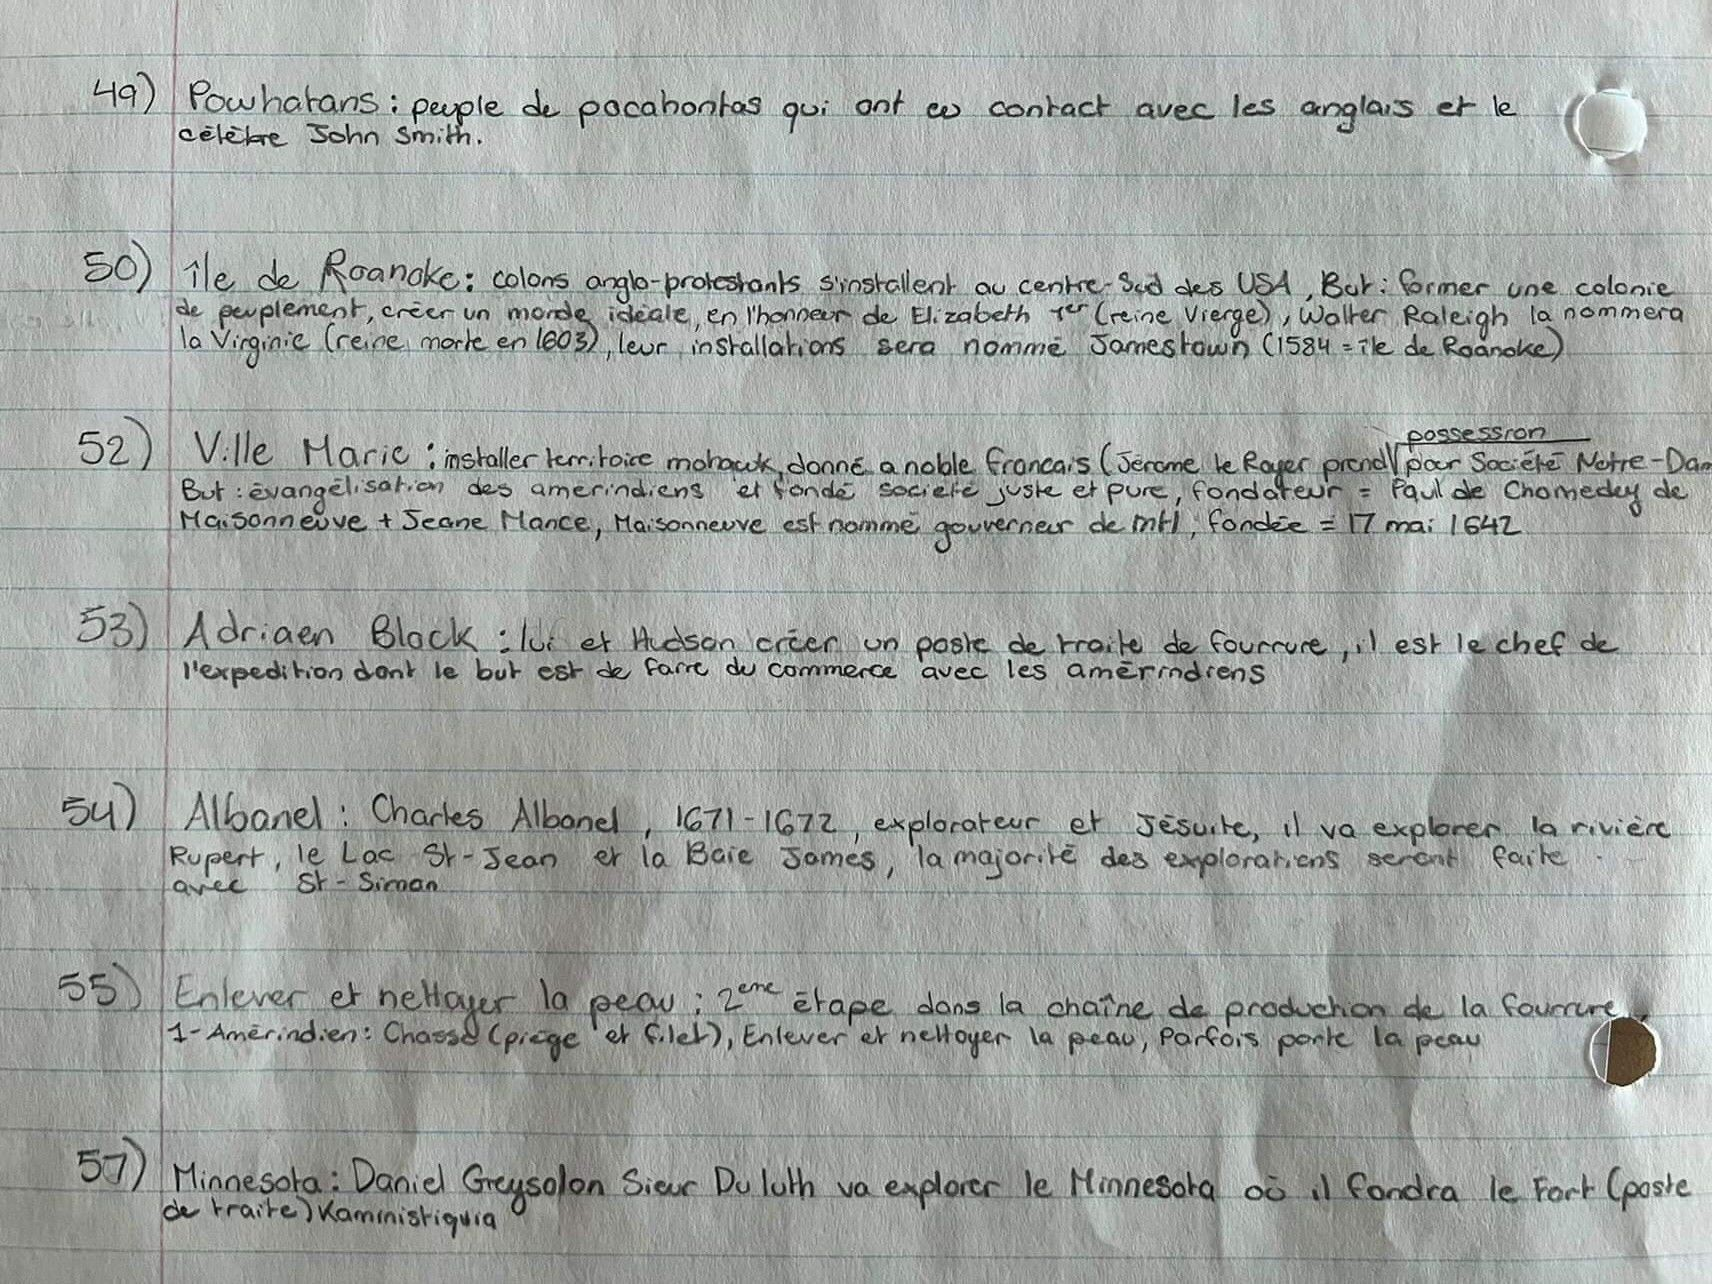 49) Powhatans : peuple de pocahontas qui ont eu contact avec les anglais et le
célèbre John Smith.
50) île de Roanoke : colons anglo-protestants s'installent au centre-Sud des USA, But : former une colonie
de peuplement, créer un monde idéale, en l'honneur de Elizabeth 1er (reine Vierge), Walter Raleigh la nommera
la Virginie (reine morte en 1603), leur installations sera nommé Jamestown (1584 = île de Roanoke)
possession
52) Ville Marie : installer territoire mohawk, donné a noble francais (Jérome le Royer prend pour Société Notre-Dam
But : évangélisation des amerindiens et fondé societé juste et pure, fondateur = Paul de Chomedey de
Maisonneuve + Jeane Mance, Maisonneuve est nommé gouverneur de mtl, fondée = 17 mai 1642
53) Adriaen Block : lui et Hudson créer un poste de traite de fourrure, il est le chef de
l'expedition dont le but est de faire du commerce avec les amérindiens
54) Albanel : Charles Albanel, 1671-1672, explorateur et Jésuite, il va explorer la rivière
Rupert, le Lac St-Jean et la Baie James, la majorité des explorations seront faite
avec St-Simon
55) Enlever et nettoyer la peau : 2eme étape dans la chaîne de production de la fourrure,
1-Amérindien : Chasse (piège et filet), Enlever et nettoyer la peau, Parfois porte la peau
57) Minnesota : Daniel Greysolon Sieur Du luth va explorer le Minnesota où il fondra le Fort (poste
de traite) Kaministiquia